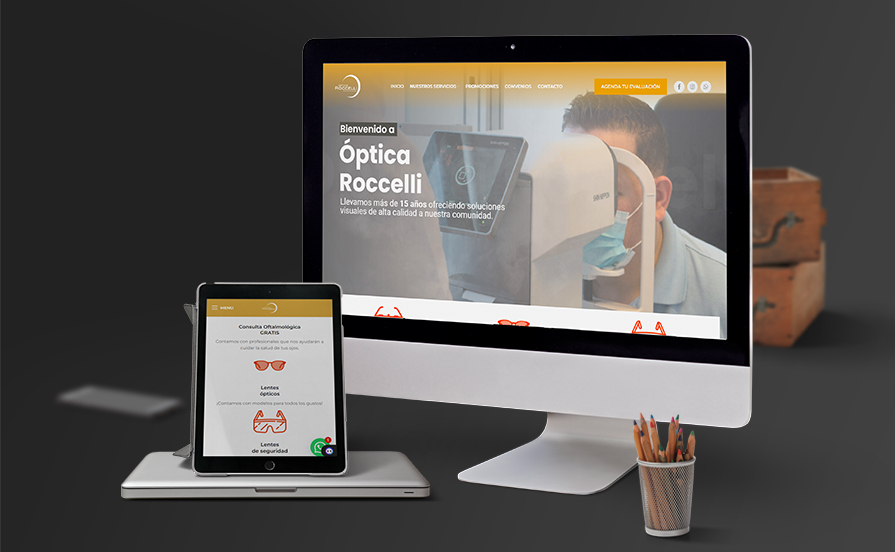 ROCCELLI
INICIO NUESTROS SERVICIOS PROMOCIONES CONVENIOS CONTACTO
AGENDA TU EVALUACIÓN
Bienvenido a
Óptica
Roccelli
Llevamos más de 15 años ofreciendo soluciones
visuales de alta calidad a nuestra comunidad.
MENU
Consulta Oftalmológica
GRATIS
Contamos con profesionales que nos ayudarán a
cuidar la salud de tus ojos.
Lentes
ópticos
¡Contamos con modelos para todos los gustos!
Lentes
de seguridad